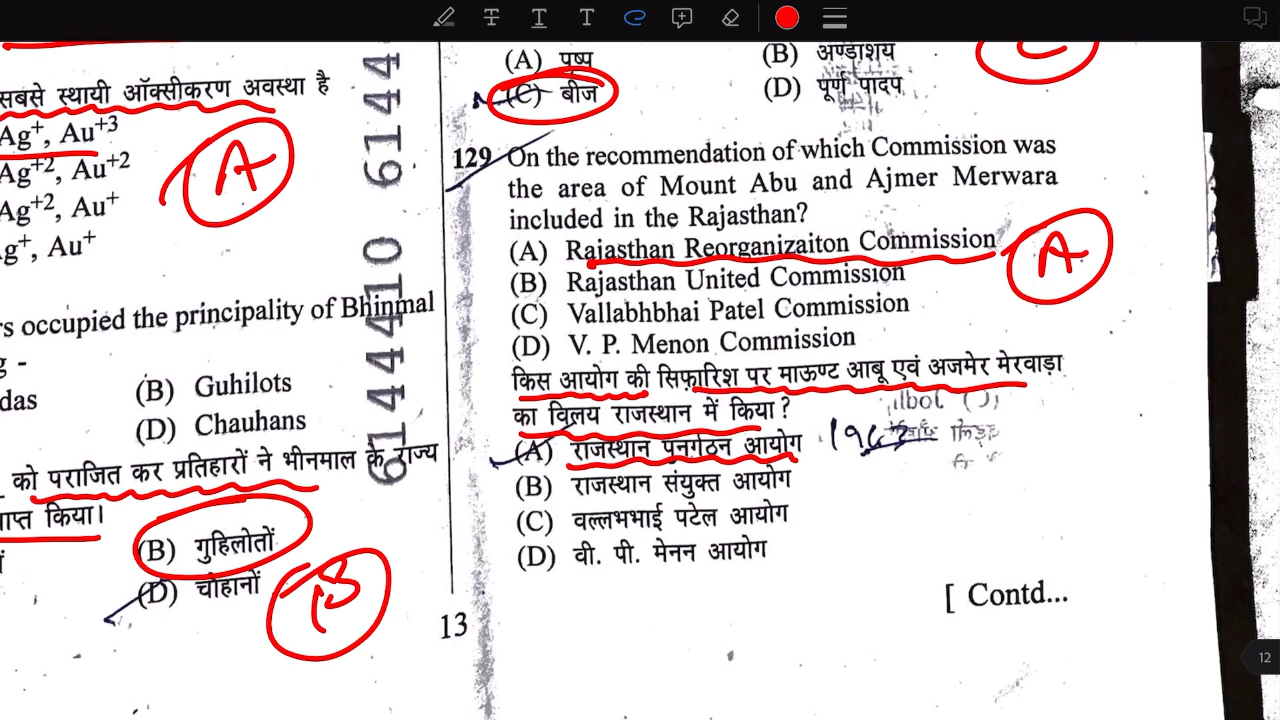 सबसे स्थायी ऑक्सीकरण अवस्था है
Ag⁺, Au⁺³
Ag⁺², Au⁺²
Ag⁺², Au⁺
g⁺, Au⁺
A
rs occupied the principality of Bhinmal
g -
das
(B) Guhilots
(D) Chauhans
को पराजित कर प्रतिहारों ने भीनमाल के राज्य
किया।
(B) गुहिलोतों
(D) चोहानों
B
6144410 6144
(A) पुष्प
(B) अण्डाशय
(C) बीज
(D) पूर्ण पादप
C
129 On the recommendation of which Commission was
the area of Mount Abu and Ajmer Merwara
included in the Rajasthan?
(A) Rajasthan Reorganizaiton Commission
(B) Rajasthan United Commission
(C) Vallabhbhai Patel Commission
(D) V. P. Menon Commission
A
किस आयोग की सिफ़ारिश पर माऊण्ट आबू एवं अजमेर मेरवाड़ा
का विलय राजस्थान में किया?
(A) राजस्थान पुनर्गठन आयोग
(B) राजस्थान संयुक्त आयोग
(C) वल्लभभाई पटेल आयोग
(D) वी. पी. मेनन आयोग
13
[ Contd...
12